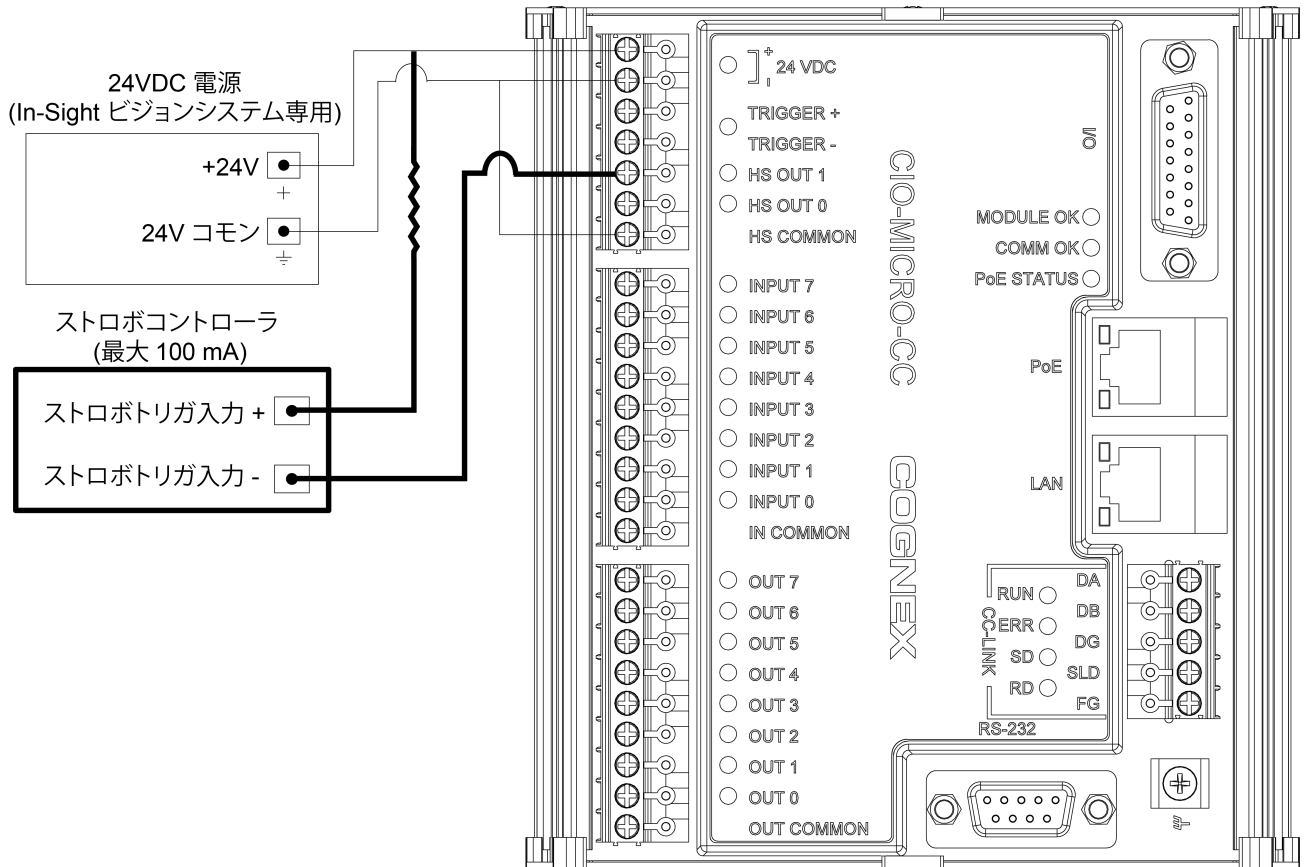 24VDC 電源
(In-Sight ビジョンシステム専用)
+24V
+
24V コモン
ストロボコントローラ
(最大 100 mA)
ストロボトリガ入力 +
ストロボトリガ入力 -
+
24 VDC
-
TRIGGER +
TRIGGER -
HS OUT 1
HS OUT 0
HS COMMON
INPUT 7
INPUT 6
INPUT 5
INPUT 4
INPUT 3
INPUT 2
INPUT 1
INPUT 0
IN COMMON
OUT 7
OUT 6
OUT 5
OUT 4
OUT 3
OUT 2
OUT 1
OUT 0
OUT COMMON
CIO-MICRO-CC
COGNEX
I/O
MODULE OK
COMM OK
PoE STATUS
PoE
LAN
CC-LINK
RUN
ERR
SD
RD
DA
DB
DG
SLD
FG
RS-232